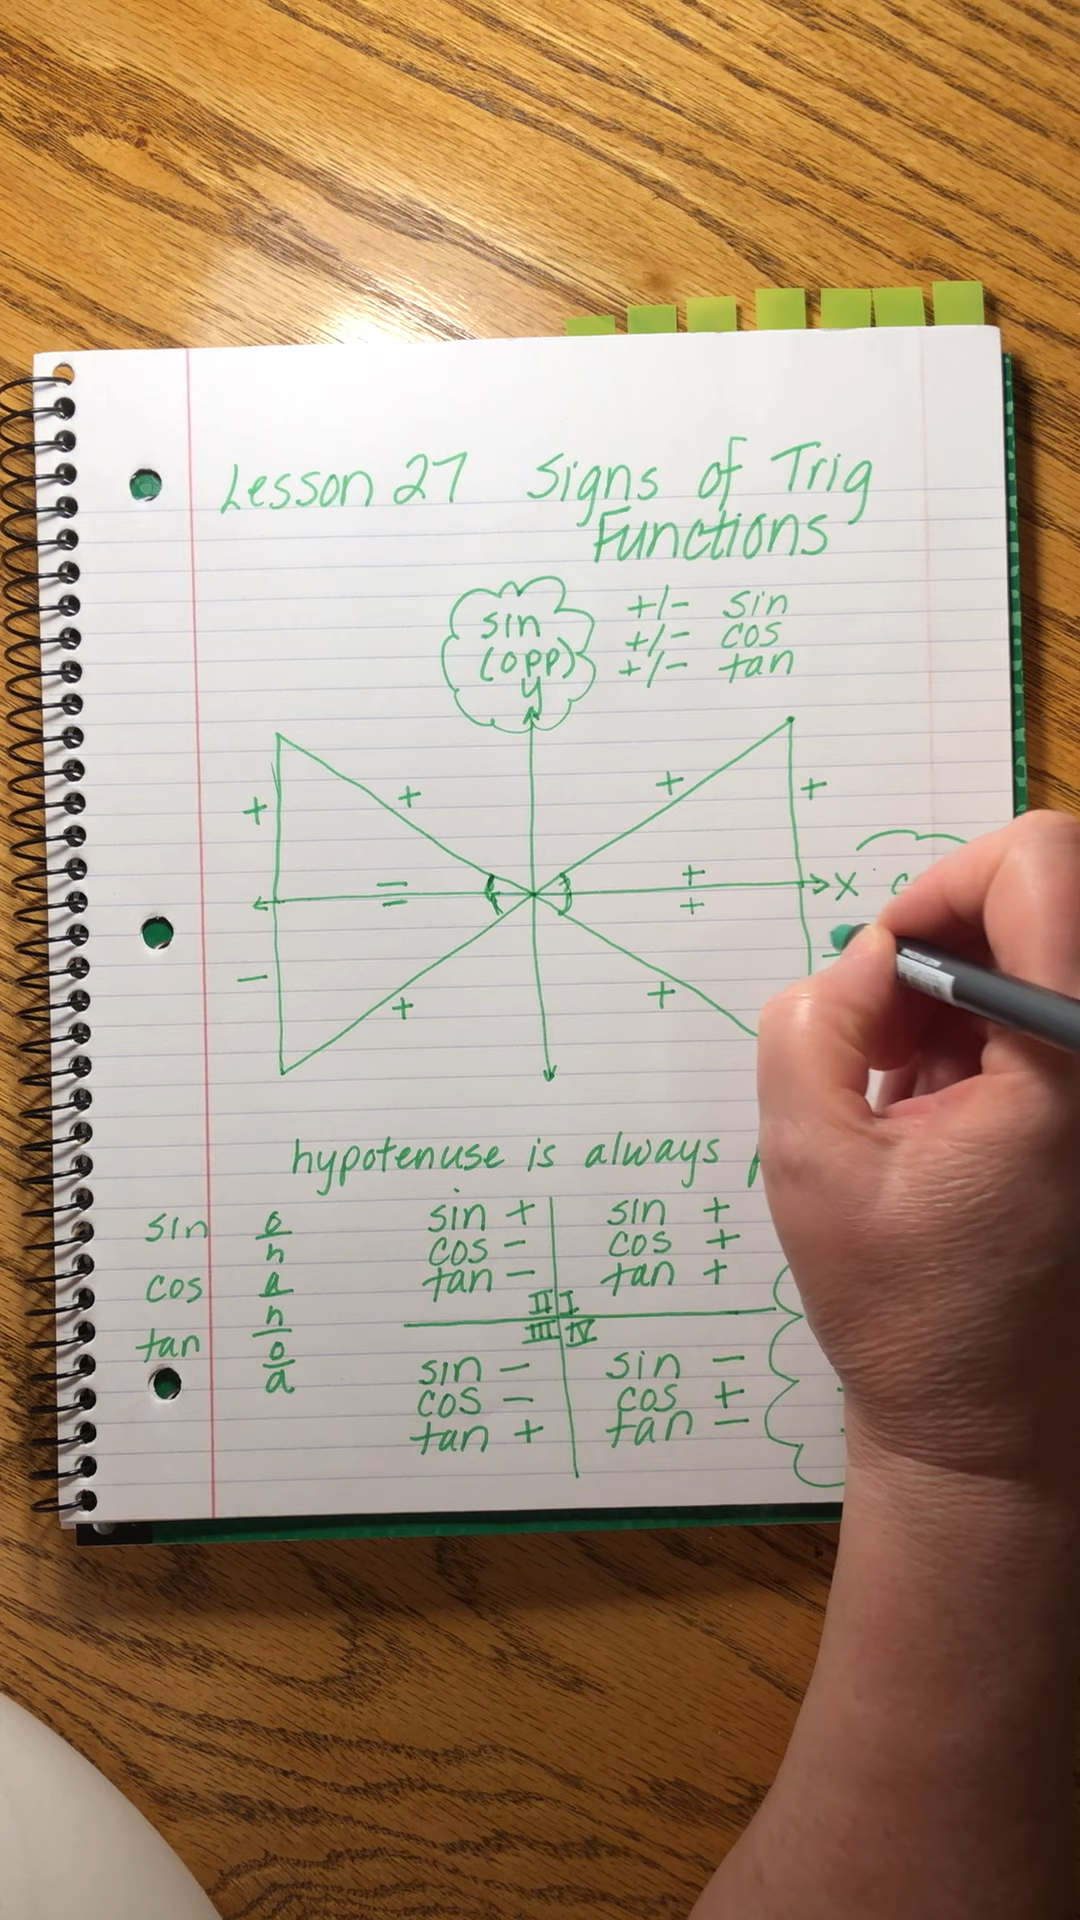 Lesson 27 Signs of Trig
Functions
sin
(opp)
y
+/- sin
+/- cos
+/- tan
+ + + +
= + x
+
- + +
hypotenuse is always
sin o/h
cos a/h
tan o/a
sin + sin +
cos - cos +
tan - tan +
II I
III IV
sin - sin -
cos - cos +
tan + tan -